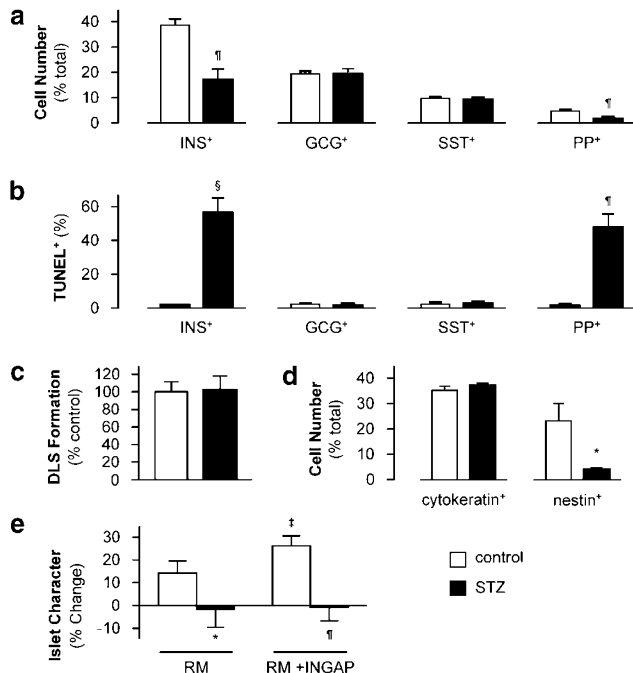 a
Cell Number
(% total)
40
30
20
10
0
¶
¶
INS⁺
GCG⁺
SST⁺
PP⁺
b
TUNEL⁺ (%)
60
40
20
0
§
¶
INS⁺
GCG⁺
SST⁺
PP⁺
c
DLS Formation
(% control)
120
100
80
60
40
20
0
d
Cell Number
(% total)
40
30
20
10
0
*
cytokeratin⁺
nestin⁺
e
Islet Character
(% Change)
30
20
10
0
-10
‡
*
¶
RM
RM +INGAP
control
STZ